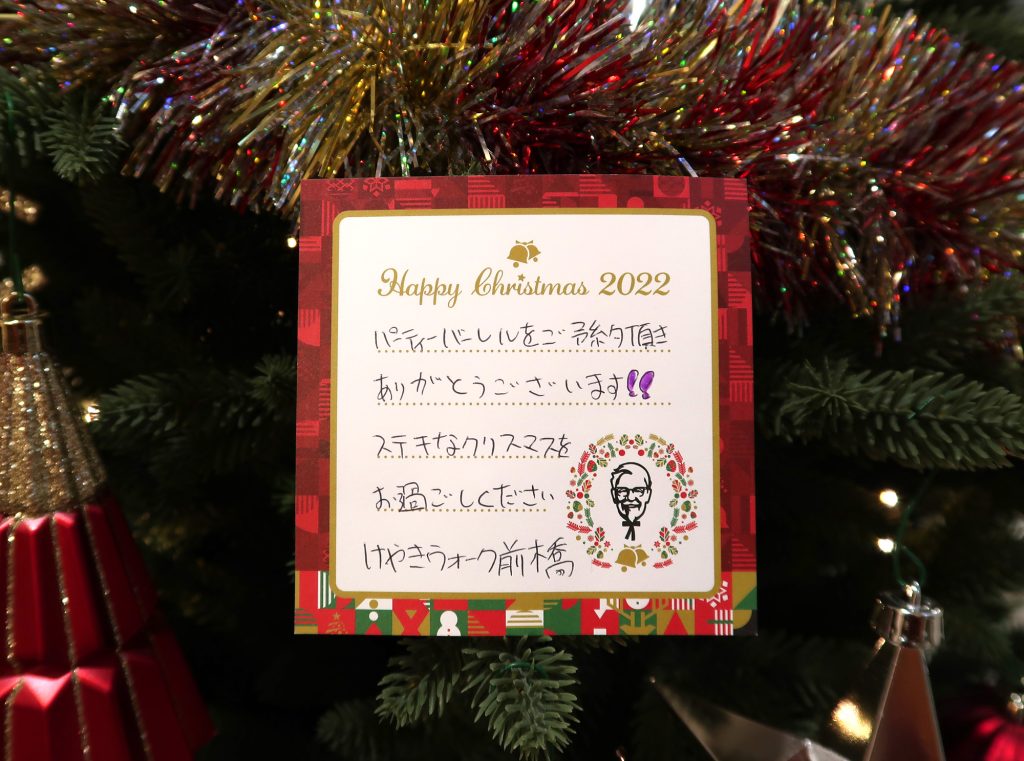 Happy Christmas 2022
パーティーバーレルをご予約頂き
ありがとうございます!!
ステキなクリスマスを
お過ごしください
けやきウォーク前橋